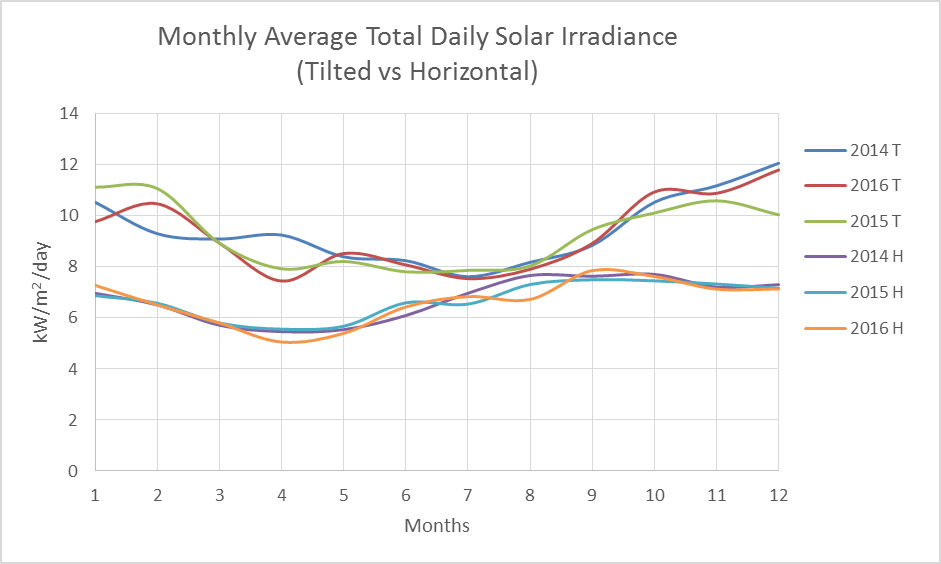 Monthly Average Total Daily Solar Irradiance
(Tilted vs Horizontal)
14
12
10
8
6
4
2
0
kW/m²/day
1 2 3 4 5 6 7 8 9 10 11 12
Months
2014 T
2016 T
2015 T
2014 H
2015 H
2016 H